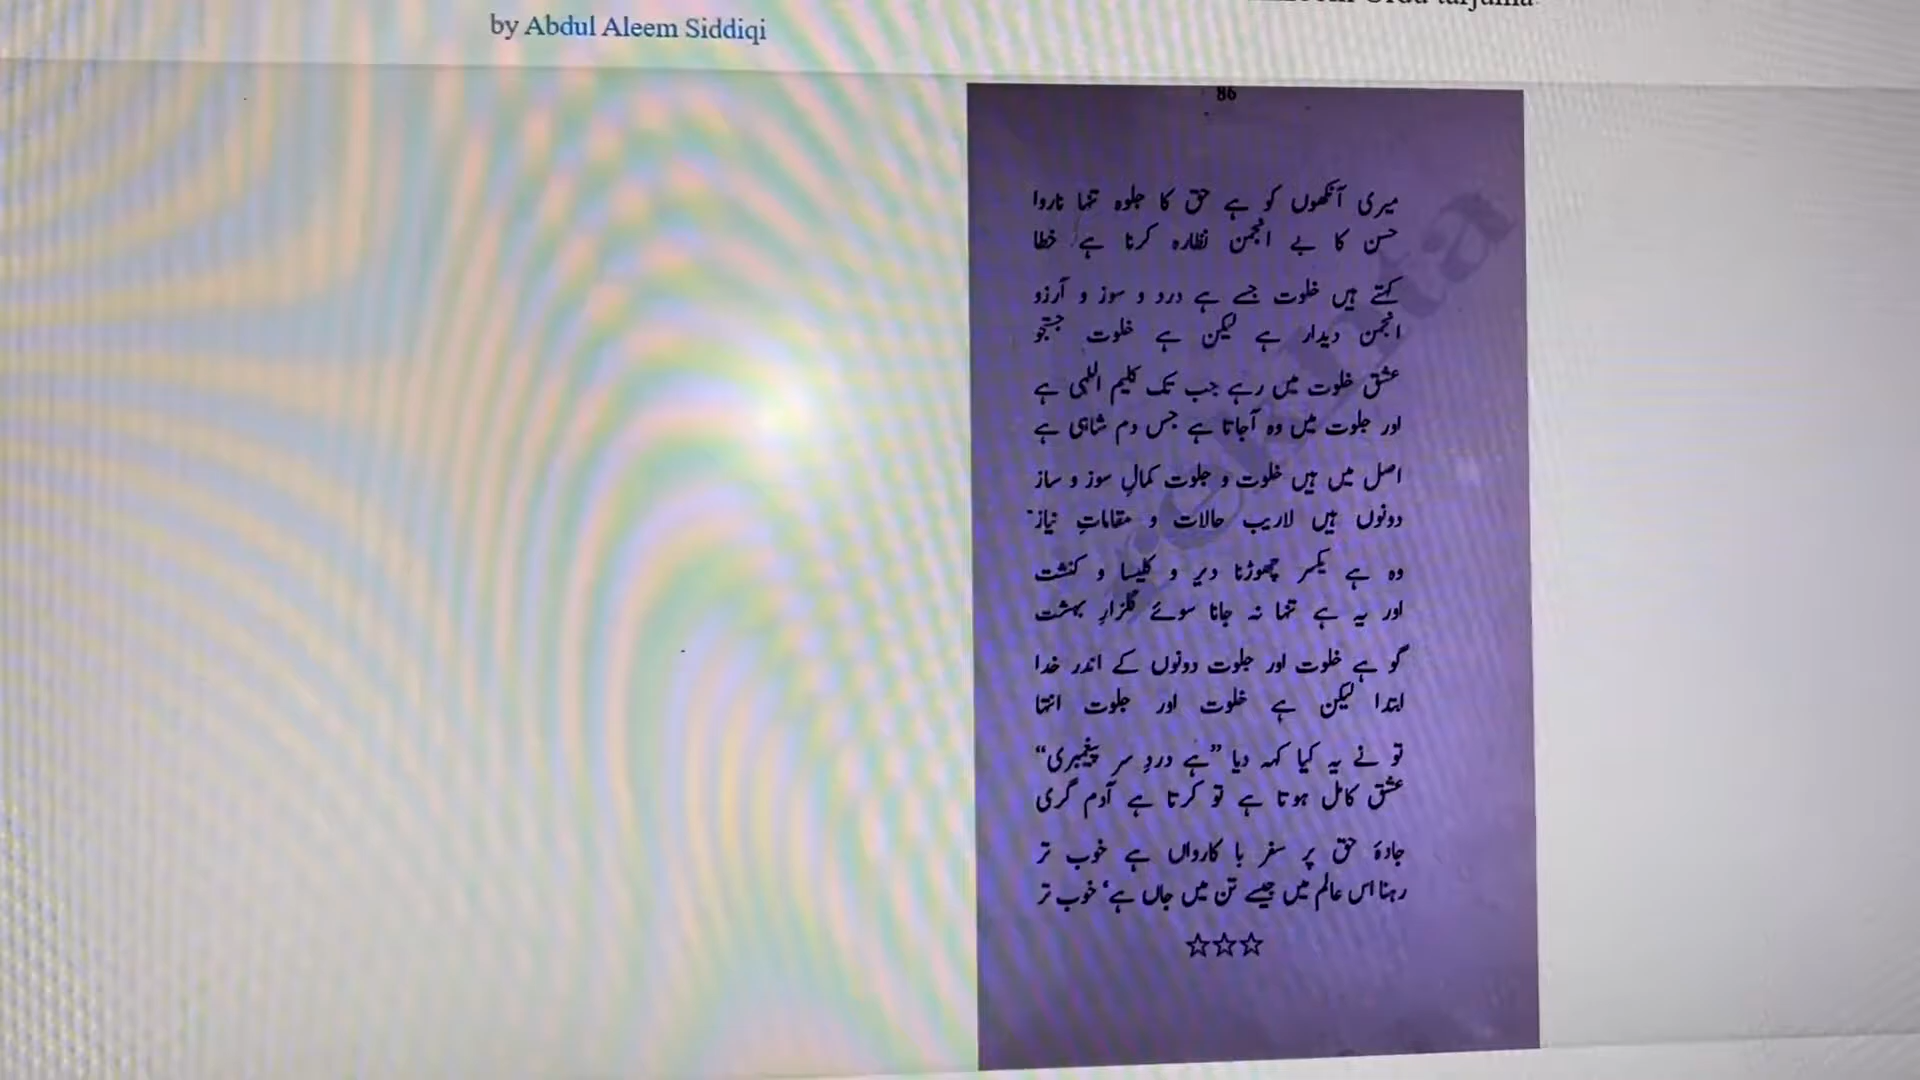 Urdu tarjuma
by Abdul Aleem Siddiqi
86
میری آنکھوں کو ہے حق کا جلوہ تنہا ناروا
حسن کا بے انجمن نظارہ کرنا ہے خطا
کہتے ہیں خلوت جسے ہے درد و سوز و آرزو
انجمن دیدار ہے لیکن ہے خلوت جستجو
عشق خلوت میں رہے جب تک کلیم اللہی ہے
اور جلوت میں وہ آجاتا ہے جس دم شاہی ہے
اصل میں ہیں خلوت و جلوت کمالِ سوز و ساز
دونوں ہیں لاریب حالات و مقاماتِ نیاز
وہ ہے یکسر چھوڑنا دیر و کلیسا و کنشت
اور یہ ہے تنہا نہ جانا سوئے گلزارِ بہشت
گو ہے خلوت اور جلوت دونوں کے اندر خدا
ابتدا لیکن ہے خلوت اور جلوت انتہا
تو نے یہ کیا کہہ دیا ”ہے دردِ سر پیغمبری“
عشق کامل ہوتا ہے تو کرتا ہے آدم گری
جادۂ حق پر سفر با کارواں ہے خوب تر
رہنا اس عالم میں جیسے تن میں جاں ہے، خوب تر
☆☆☆